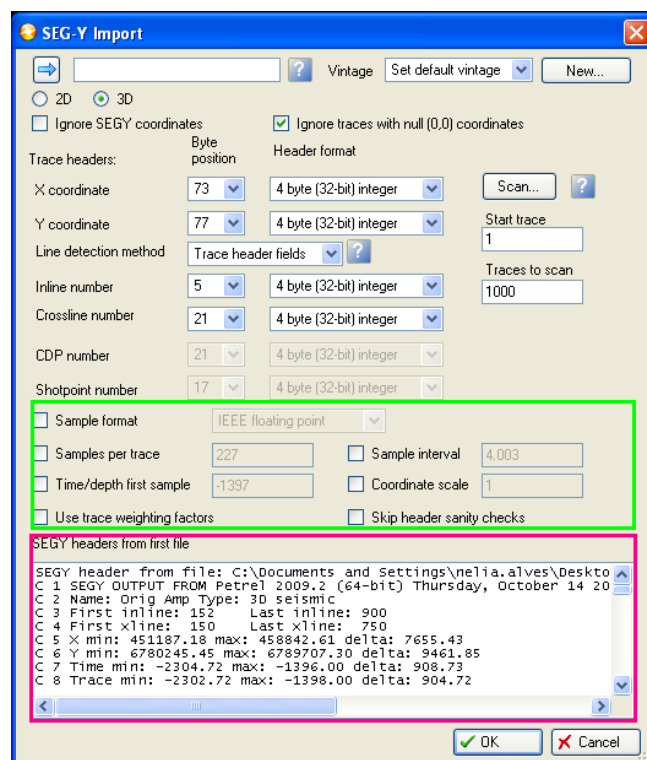 SEG-Y Import
? Vintage Set default vintage New...
2D 3D
Ignore SEGY coordinates Ignore traces with null (0,0) coordinates
Trace headers: Byte position Header format
X coordinate 73 4 byte (32-bit) integer Scan... ?
Y coordinate 77 4 byte (32-bit) integer Start trace
1
Line detection method Trace header fields ?
Traces to scan
Inline number 5 4 byte (32-bit) integer 1000
Crossline number 21 4 byte (32-bit) integer
CDP number 21 4 byte (32-bit) integer
Shotpoint number 17 4 byte (32-bit) integer
Sample format IEEE floating point
Samples per trace 227 Sample interval 4.003
Time/depth first sample -1397 Coordinate scale 1
Use trace weighting factors Skip header sanity checks
SEGY headers from first file
SEGY header from file: C:\Documents and Settings\nelia.alves\Deskto
C 1 SEGY OUTPUT FROM Petrel 2009.2 (64-bit) Thursday, October 14 20
C 2 Name: Orig Amp Type: 3D seismic
C 3 First inline: 152 Last inline: 900
C 4 First xline: 150 Last xline: 750
C 5 X min: 451187.18 max: 458842.61 delta: 7655.43
C 6 Y min: 6780245.45 max: 6789707.30 delta: 9461.85
C 7 Time min: -2304.72 max: -1396.00 delta: 908.73
C 8 Trace min: -2302.72 max: -1398.00 delta: 904.72
OK Cancel